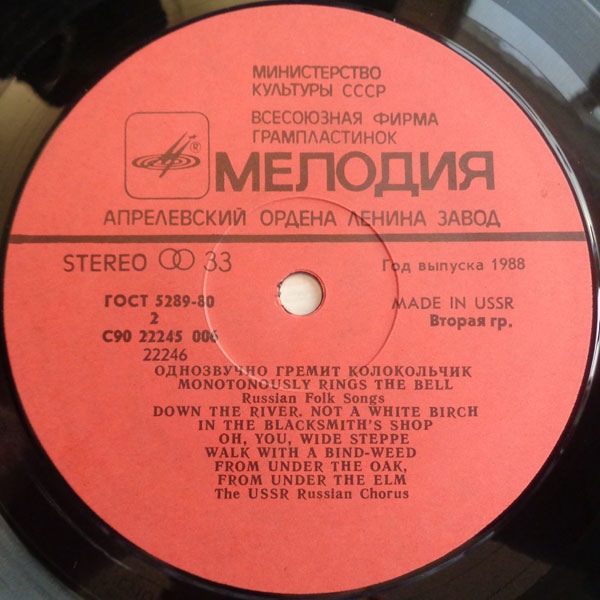 МИНИСТЕРСТВО
КУЛЬТУРЫ СССР
ВСЕСОЮЗНАЯ ФИРМА
ГРАМПЛАСТИНОК
®
МЕЛОДИЯ
АПРЕЛЕВСКИЙ ОРДЕНА ЛЕНИНА ЗАВОД
STEREO 33
Год выпуска 1988
ГОСТ 5289-80
2
С90 22245 006
22246
MADE IN USSR
Вторая гр.
ОДНОЗВУЧНО ГРЕМИТ КОЛОКОЛЬЧИК
MONOTONOUSLY RINGS THE BELL
Russian Folk Songs
DOWN THE RIVER. NOT A WHITE BIRCH
IN THE BLACKSMITH'S SHOP
OH, YOU, WIDE STEPPE
WALK WITH A BIND-WEED
FROM UNDER THE OAK,
FROM UNDER THE ELM
The USSR Russian Chorus